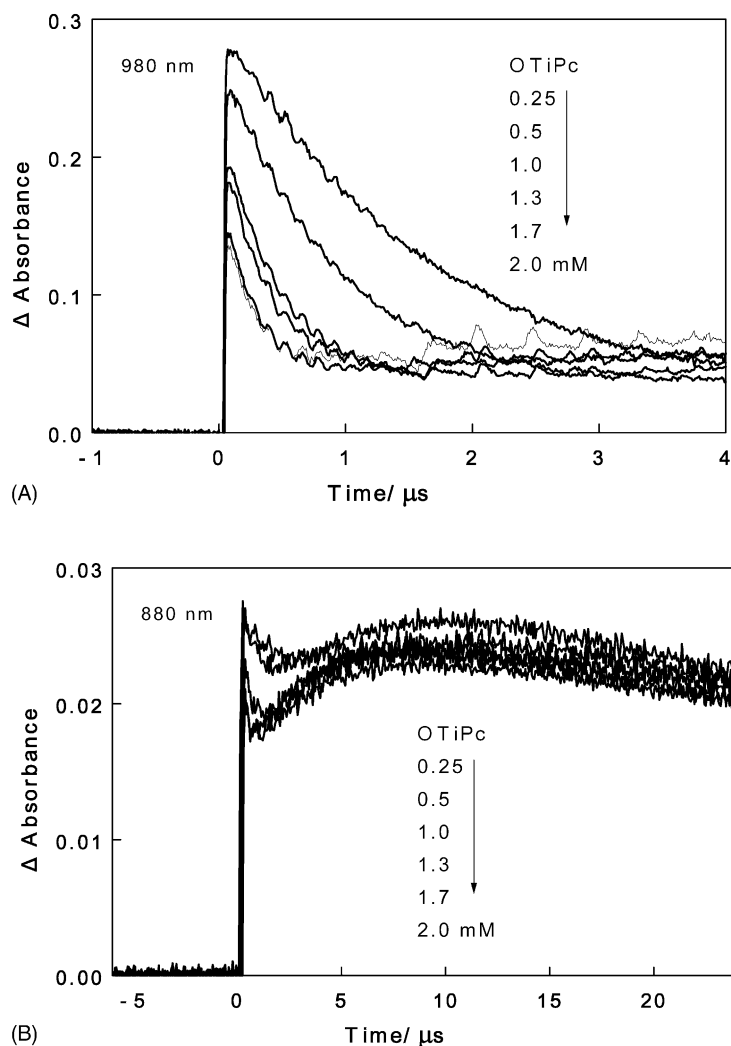 0.3
980 nm
OTiPc
0.25
0.5
1.0
1.3
1.7
2.0 mM
0.2
0.1
0.0
Δ Absorbance
-1
0
1
2
3
4
Time/ μs
(A)
0.03
880 nm
0.02
OTiPc
0.25
0.5
1.0
1.3
1.7
2.0 mM
0.01
0.00
Δ Absorbance
-5
0
5
10
15
20
Time/ μs
(B)